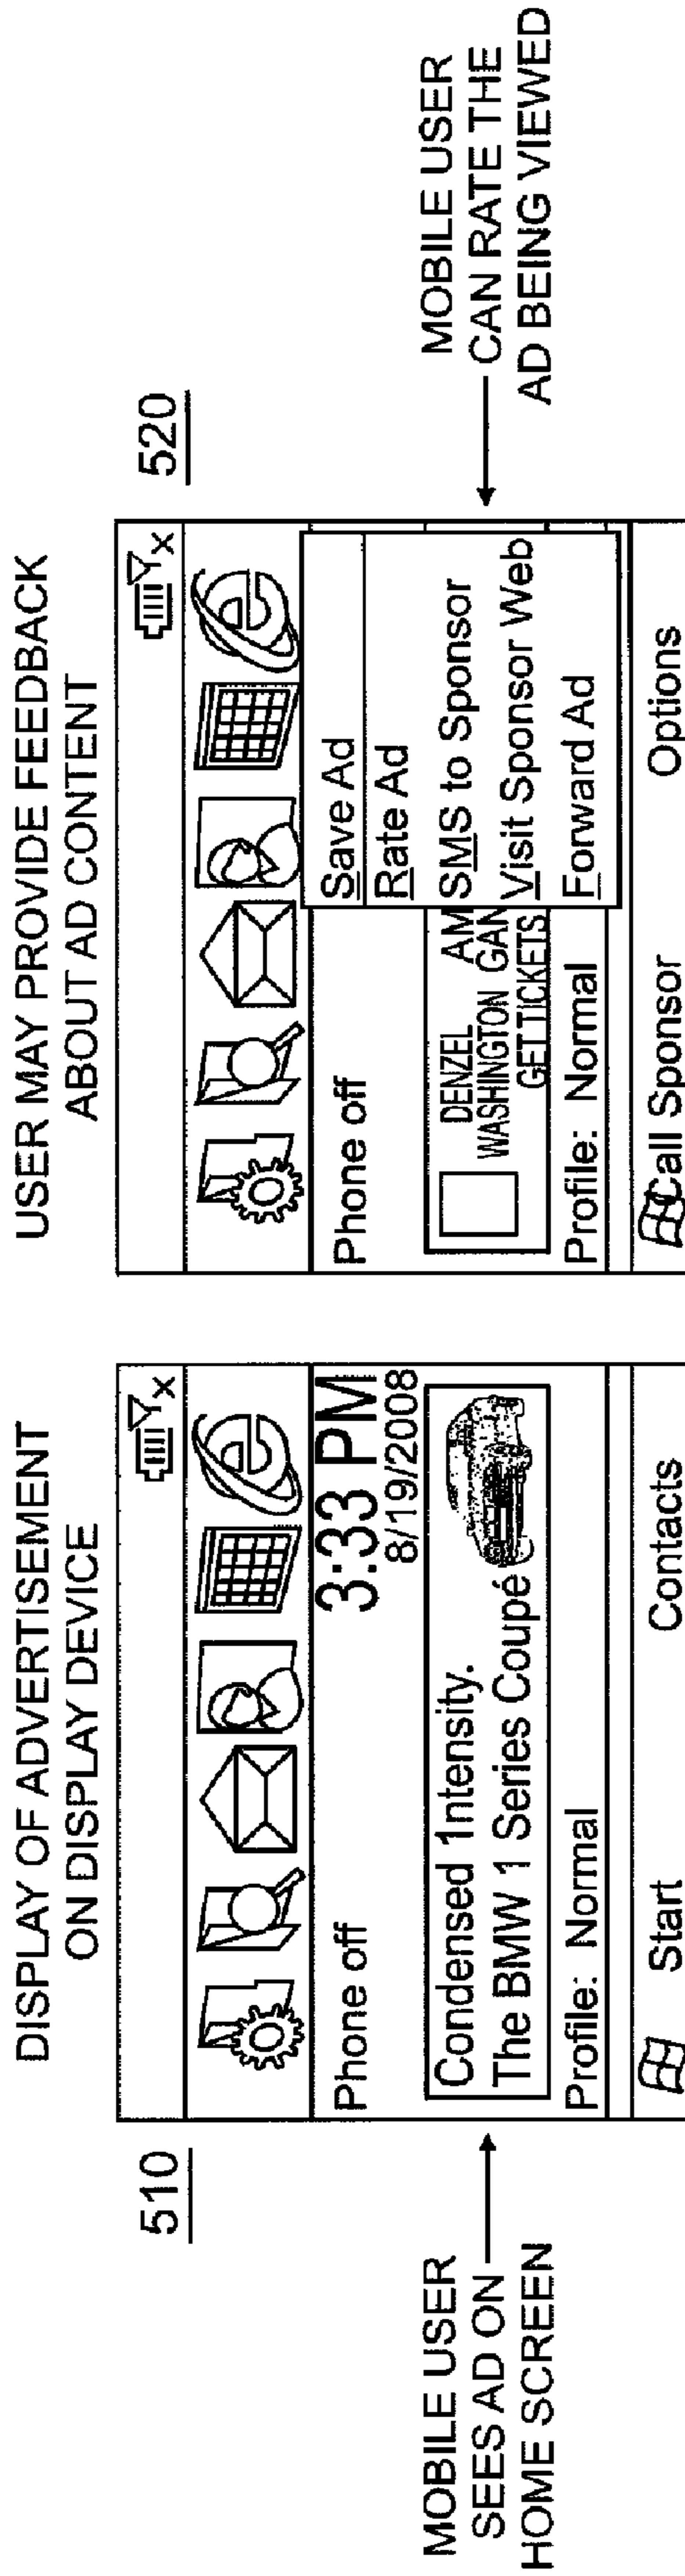 DISPLAY OF ADVERTISEMENT
ON DISPLAY DEVICE
510
MOBILE USER
SEES AD ON
HOME SCREEN
Phone off
3:33 PM
8/19/2008
Condensed 1ntensity.
The BMW 1 Series Coupé
Profile: Normal
Start
Contacts
USER MAY PROVIDE FEEDBACK
ABOUT AD CONTENT
520
Phone off
Save Ad
Rate Ad
SMS to Sponsor
Visit Sponsor Web
Forward Ad
DENZEL AM
WASHINGTON GAN
GET TICKETS
Profile: Normal
Call Sponsor
Options
MOBILE USER
CAN RATE THE
AD BEING VIEWED